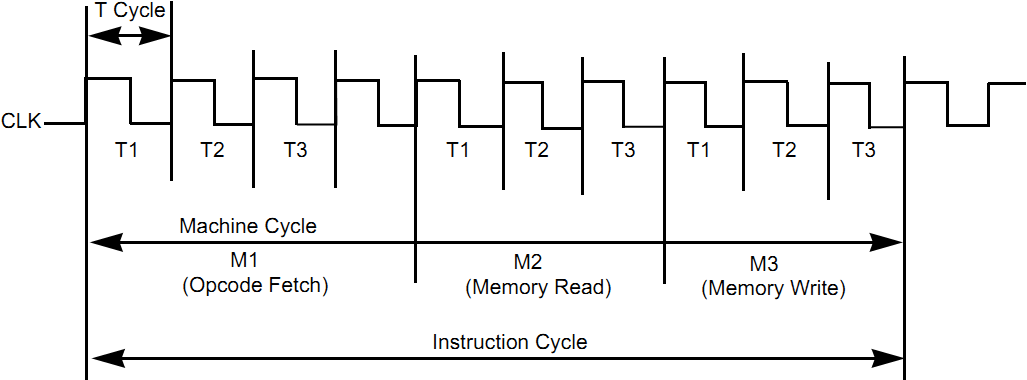 T Cycle
CLK
T1 T2 T3 T1 T2 T3 T1 T2 T3
Machine Cycle
M1 M2 M3
(Opcode Fetch) (Memory Read) (Memory Write)
Instruction Cycle